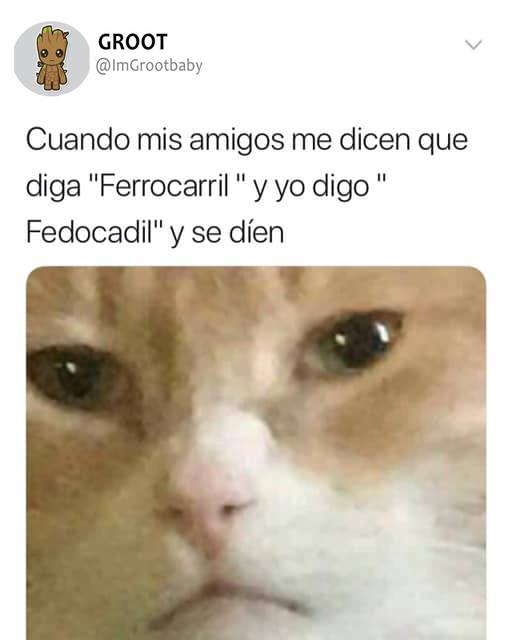 GROOT
@ImGrootbaby
Cuando mis amigos me dicen que
diga "Ferrocarril " y yo digo "
Fedocadil" y se díen